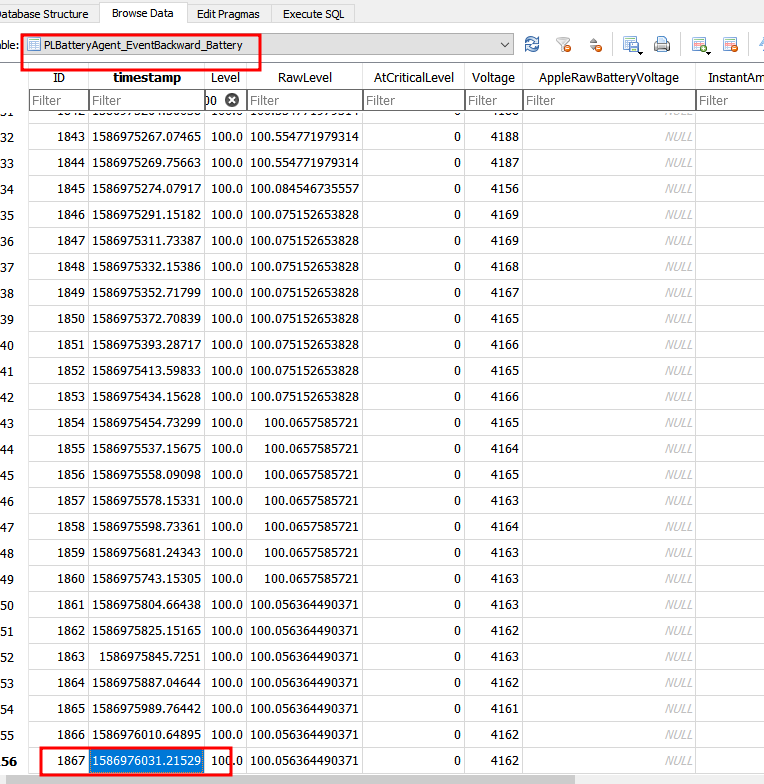 atabase Structure Browse Data Edit Pragmas Execute SQL
able: PLBatteryAgent_EventBackward_Battery
ID timestamp Level RawLevel AtCriticalLevel Voltage AppleRawBatteryVoltage InstantAm
Filter Filter 00 Filter Filter Filter Filter Filter
32 1843 1586975267.07465 100.0 100.554771979314 0 4188 NULL
33 1844 1586975269.75663 100.0 100.554771979314 0 4187 NULL
34 1845 1586975274.07917 100.0 100.084546735557 0 4156 NULL
35 1846 1586975291.15182 100.0 100.075152653828 0 4169 NULL
36 1847 1586975311.73387 100.0 100.075152653828 0 4169 NULL
37 1848 1586975332.15386 100.0 100.075152653828 0 4168 NULL
38 1849 1586975352.71799 100.0 100.075152653828 0 4167 NULL
39 1850 1586975372.70839 100.0 100.075152653828 0 4165 NULL
40 1851 1586975393.28717 100.0 100.075152653828 0 4166 NULL
41 1852 1586975413.59833 100.0 100.075152653828 0 4165 NULL
42 1853 1586975434.15628 100.0 100.075152653828 0 4166 NULL
43 1854 1586975454.73299 100.0 100.0657585721 0 4165 NULL
44 1855 1586975537.15675 100.0 100.0657585721 0 4164 NULL
45 1856 1586975558.09098 100.0 100.0657585721 0 4165 NULL
46 1857 1586975578.15331 100.0 100.0657585721 0 4163 NULL
47 1858 1586975598.73361 100.0 100.0657585721 0 4164 NULL
48 1859 1586975681.24343 100.0 100.0657585721 0 4163 NULL
49 1860 1586975743.15305 100.0 100.0657585721 0 4163 NULL
50 1861 1586975804.66438 100.0 100.056364490371 0 4163 NULL
51 1862 1586975825.15165 100.0 100.056364490371 0 4162 NULL
52 1863 1586975845.7251 100.0 100.056364490371 0 4163 NULL
53 1864 1586975887.04644 100.0 100.056364490371 0 4162 NULL
54 1865 1586975989.76442 100.0 100.056364490371 0 4161 NULL
55 1866 1586976010.64895 100.0 100.056364490371 0 4162 NULL
56 1867 1586976031.21529 100.0 100.056364490371 0 4162 NULL